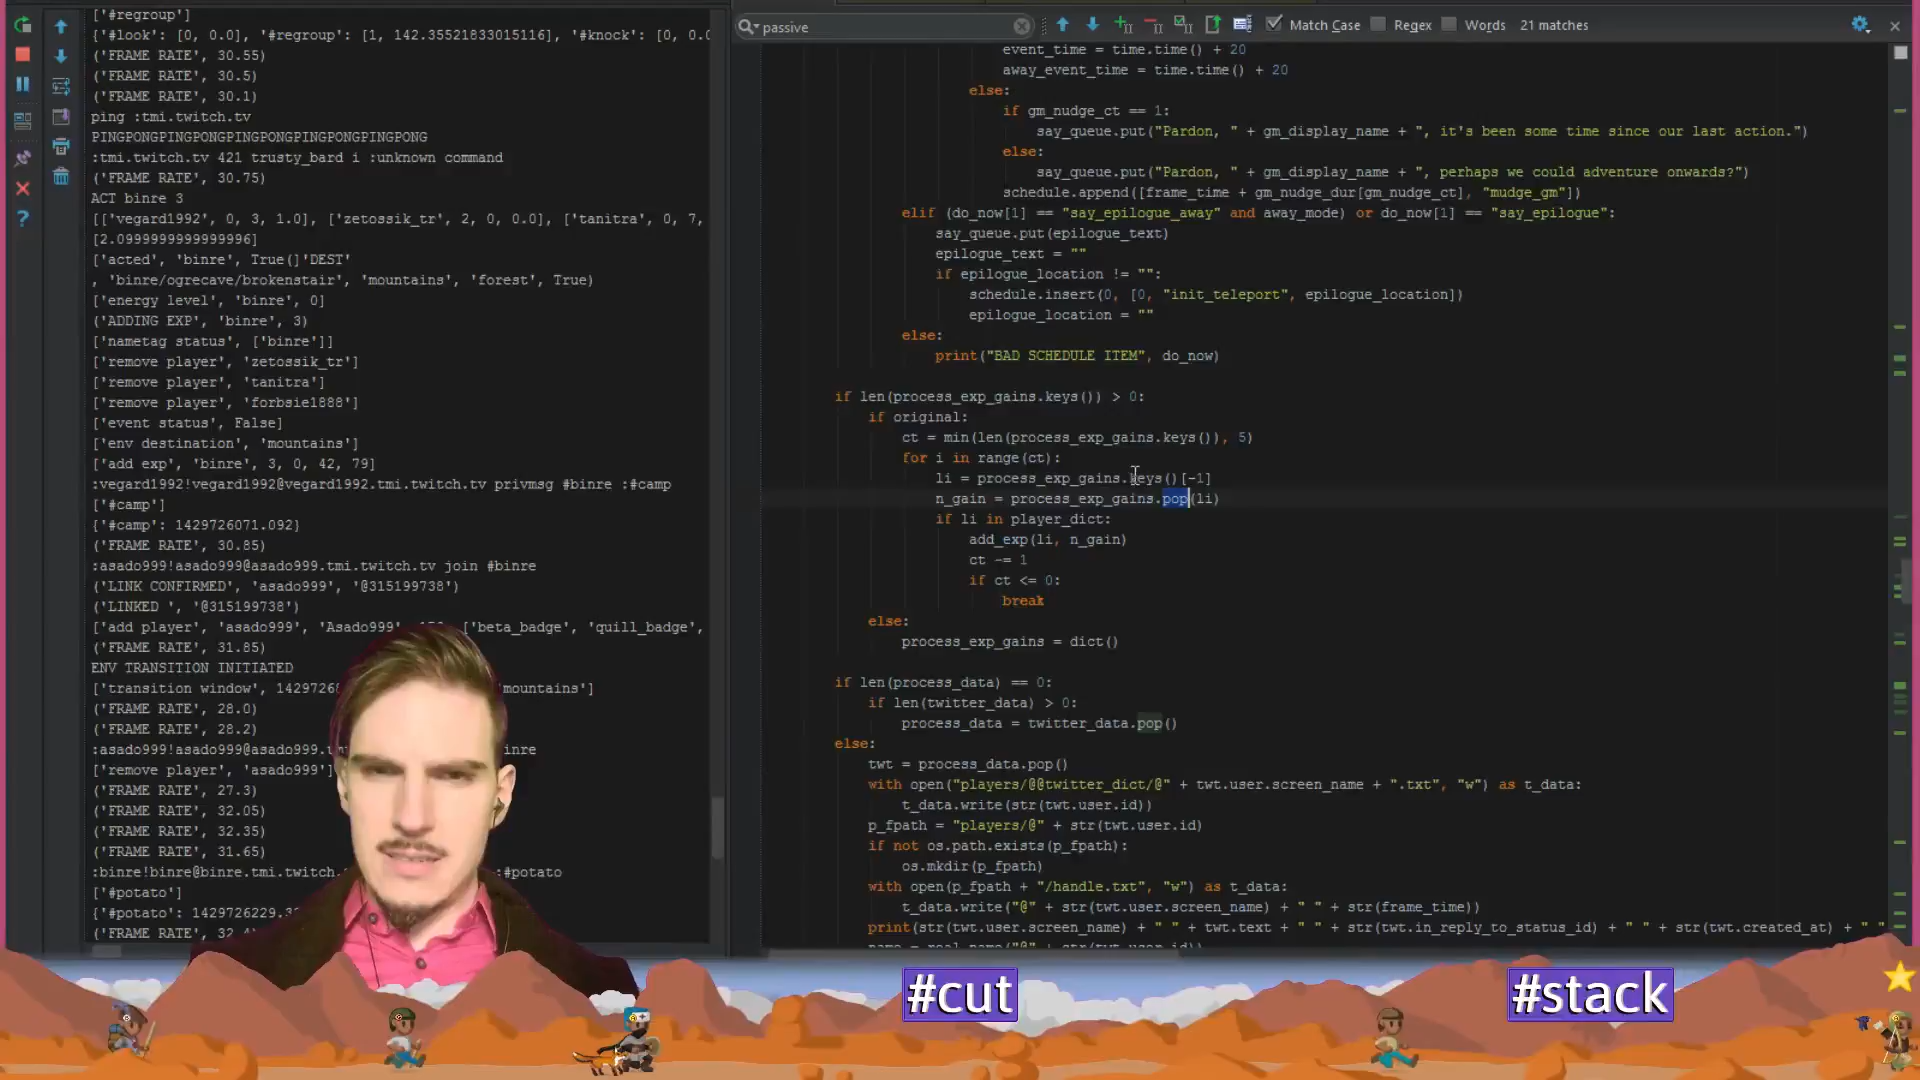 ['#regroup']
{'#look': [0, 0.0], '#regroup': [1, 142.35521833015116], '#knock': [0, 0.0
('FRAME RATE', 30.55)
('FRAME RATE', 30.5)
('FRAME RATE', 30.1)
ping :tmi.twitch.tv
PINGPONGPINGPONGPINGPONGPINGPONGPINGPONG
:tmi.twitch.tv 421 trusty_bard i :unknown command
('FRAME RATE', 30.75)
ACT binre 3
[['vegard1992', 0, 3, 1.0], ['zetossik_tr', 2, 0, 0.0], ['tanitra', 0, 7,
[2.0999999999999996]
['acted', 'binre', True(]'DEST'
, 'binre/ogrecave/brokenstair', 'mountains', 'forest', True)
['energy level', 'binre', 0]
('ADDING EXP', 'binre', 3)
['nametag status', ['binre']]
['remove player', 'zetossik_tr']
['remove player', 'tanitra']
['remove player', 'forbsie1888']
['event status', False]
['env destination', 'mountains']
['add exp', 'binre', 3, 0, 42, 79]
:vegard1992!vegard1992@vegard1992.tmi.twitch.tv privmsg #binre :#camp
['#camp']
{'#camp': 1429726071.092}
('FRAME RATE', 30.85)
:asado999!asado999@asado999.tmi.twitch.tv join #binre
('LINK CONFIRMED', 'asado999', '@315199738')
('LINKED ', '@315199738')
['add player', 'asado999', 'Asado999', ['beta_badge', 'quill_badge',
('FRAME RATE', 31.85)
ENV TRANSITION INITIATED
['transition window', 1429726 mountains']
('FRAME RATE', 28.0)
('FRAME RATE', 28.2)
:asado999!asado999@asado999.tm inre
['remove player', 'asado999']
('FRAME RATE', 27.3)
('FRAME RATE', 32.05)
('FRAME RATE', 32.35)
('FRAME RATE', 31.65)
:binre!binre@binre.tmi.twitch. :#potato
['#potato']
{'#potato': 1429726229.3
('FRAME RATE', 32.4)
passive
Match Case
Regex
Words
21 matches
event_time = time.time() + 20
away_event_time = time.time() + 20
else:
if gm_nudge_ct == 1:
say_queue.put("Pardon, " + gm_display_name + ", it's been some time since our last action.")
else:
say_queue.put("Pardon, " + gm_display_name + ", perhaps we could adventure onwards?")
schedule.append([frame_time + gm_nudge_dur[gm_nudge_ct], "mudge_gm"])
elif (do_now[1] == "say_epilogue_away" and away_mode) or do_now[1] == "say_epilogue":
say_queue.put(epilogue_text)
epilogue_text = ""
if epilogue_location != "":
schedule.insert(0, [0, "init_teleport", epilogue_location])
epilogue_location = ""
else:
print("BAD SCHEDULE ITEM", do_now)
if len(process_exp_gains.keys()) > 0:
if original:
ct = min(len(process_exp_gains.keys()), 5)
for i in range(ct):
li = process_exp_gains.keys()[-1]
n_gain = process_exp_gains.pop(li)
if li in player_dict:
add_exp(li, n_gain)
ct -= 1
if ct <= 0:
break
else:
process_exp_gains = dict()
if len(process_data) == 0:
if len(twitter_data) > 0:
process_data = twitter_data.pop()
else:
twt = process_data.pop()
with open("players/@@twitter_dict/@" + twt.user.screen_name + ".txt", "w") as t_data:
t_data.write(str(twt.user.id))
p_fpath = "players/@" + str(twt.user.id)
if not os.path.exists(p_fpath):
os.mkdir(p_fpath)
with open(p_fpath + "/handle.txt", "w") as t_data:
t_data.write("@" + str(twt.user.screen_name) + " " + str(frame_time))
print(str(twt.user.screen_name) + " " + twt.text + " " + str(twt.in_reply_to_status_id) + " " + str(twt.created_at) + " "
#cut
#stack